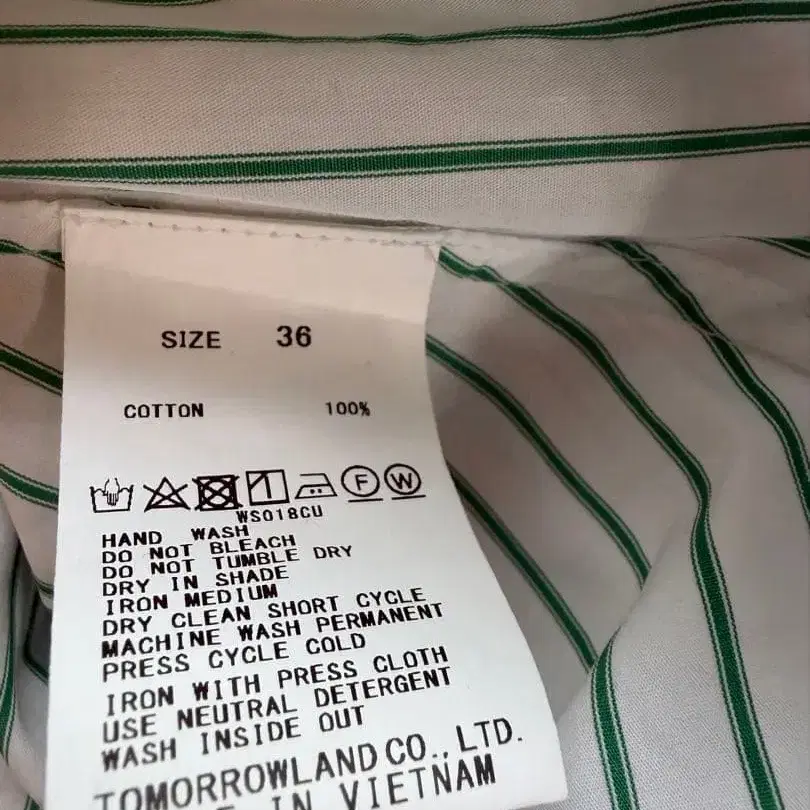 SIZE 36
COTTON 100%
F W
WS018CU
HAND WASH
DO NOT BLEACH
DO NOT TUMBLE DRY
DRY IN SHADE
IRON MEDIUM
DRY CLEAN SHORT CYCLE
MACHINE WASH PERMANENT
PRESS CYCLE COLD
IRON WITH PRESS CLOTH
USE NEUTRAL DETERGENT
WASH INSIDE OUT
TOMORROWLAND CO., LTD.
IN VIETNAM